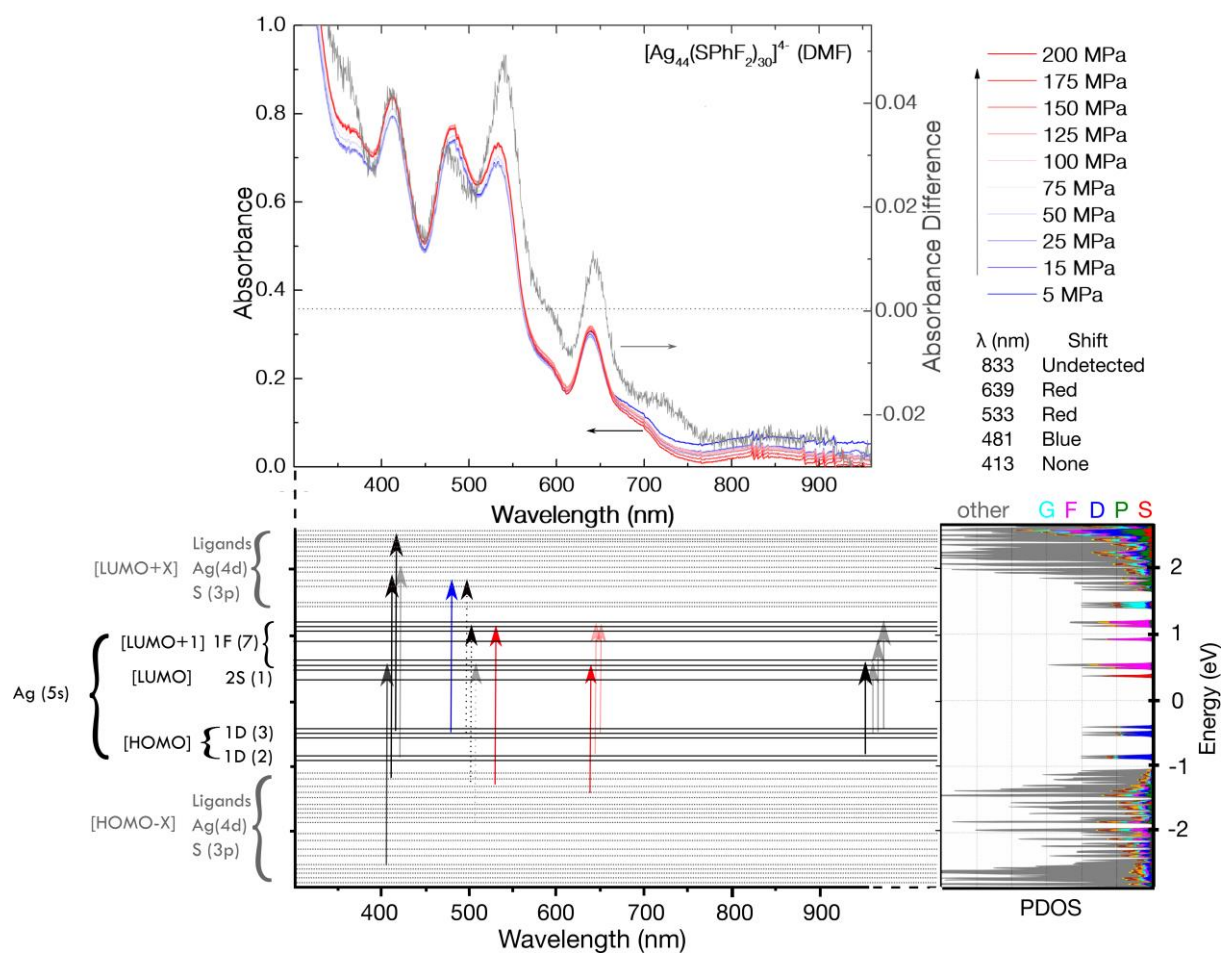 [Ag44(SPhF2)30]4- (DMF)
1.0
0.8
0.6
0.4
0.2
0.0
Absorbance
0.04
0.02
0.00
-0.02
Absorbance Difference
400 500 600 700 800 900
Wavelength (nm)
200 MPa
175 MPa
150 MPa
125 MPa
100 MPa
75 MPa
50 MPa
25 MPa
15 MPa
5 MPa
λ (nm) Shift
833 Undetected
639 Red
533 Red
481 Blue
413 None
[LUMO+X]
Ligands
Ag(4d)
S (3p)
Ag (5s)
[LUMO+1] 1F (7)
[LUMO] 2S (1)
[HOMO]
1D (3)
1D (2)
[HOMO-X]
Ligands
Ag(4d)
S (3p)
400 500 600 700 800 900
Wavelength (nm)
other G F D P S
2
1
0
-1
-2
Energy (eV)
PDOS